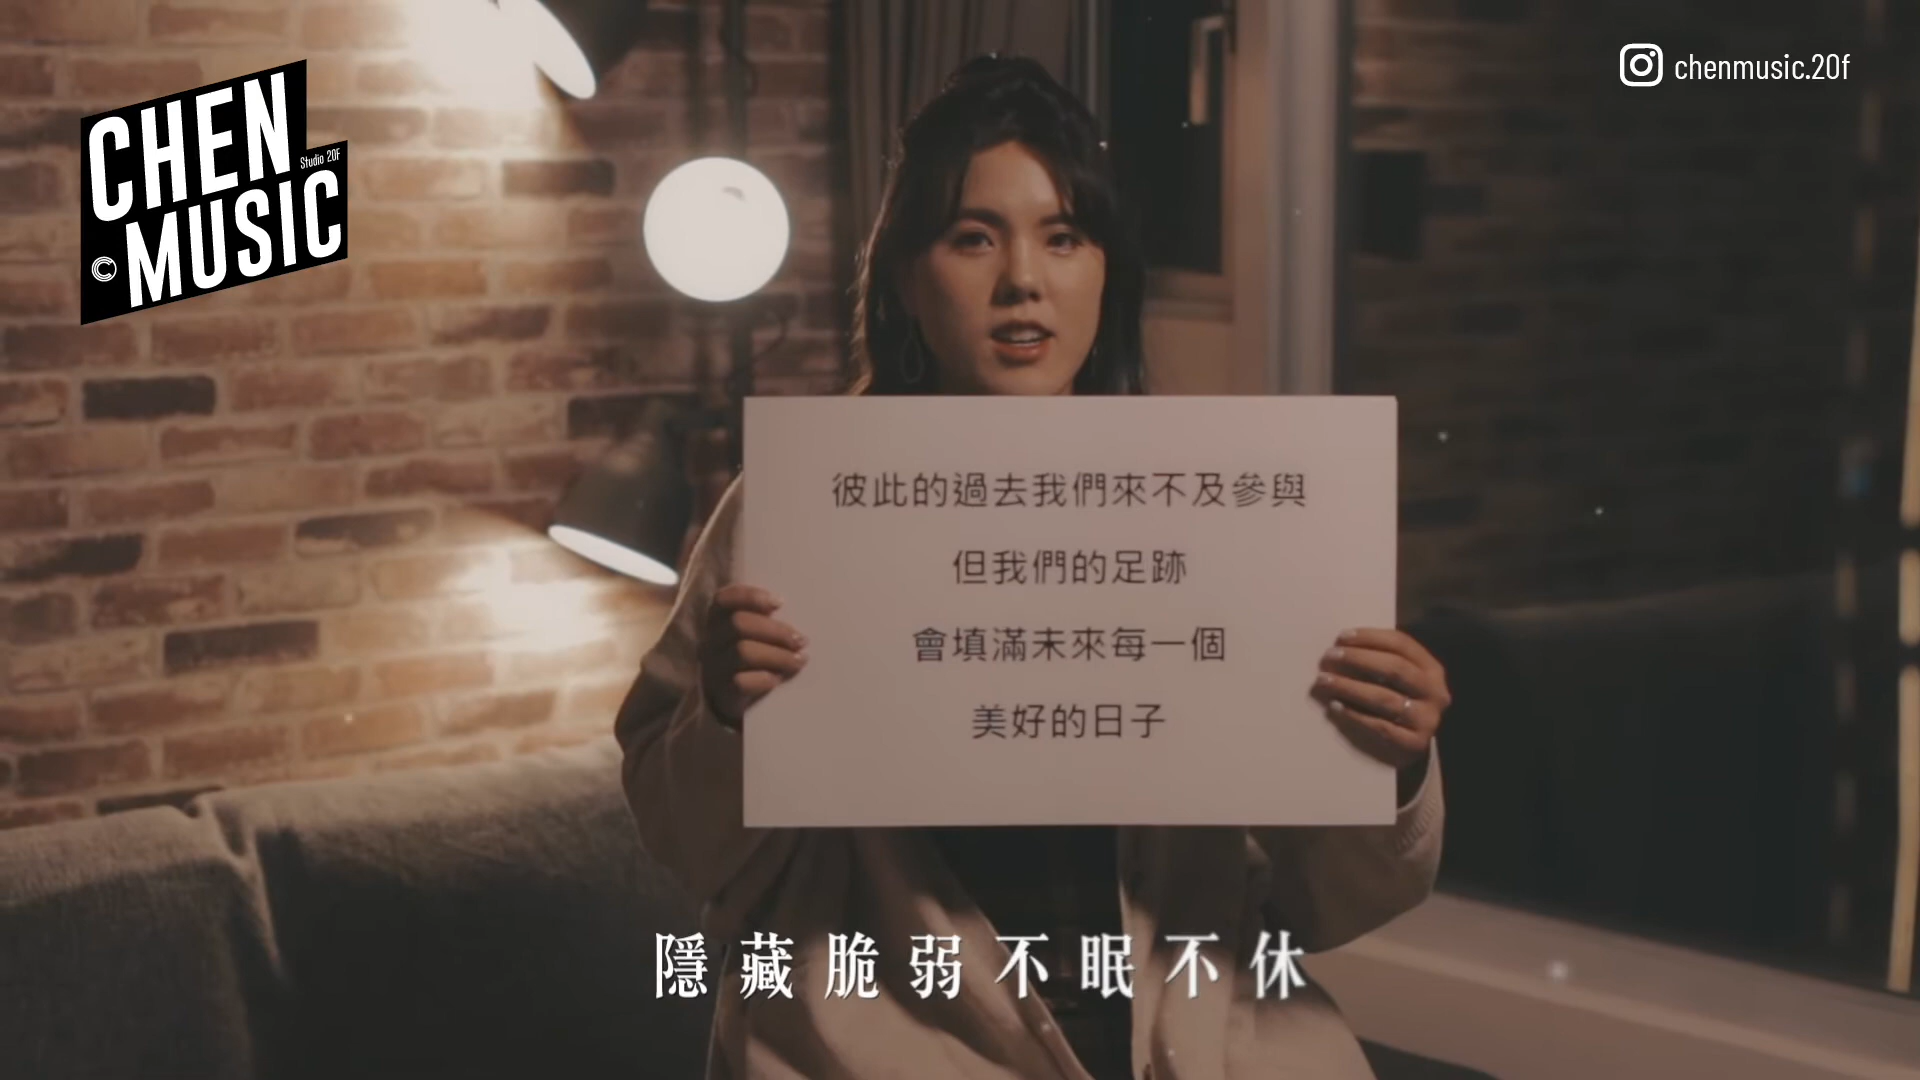 CHEN
Studio 20F
MUSIC
chenmusic.20f
彼此的過去我們來不及參與
但我們的足跡
會填滿未來每一個
美好的日子
隱藏脆弱不眠不休